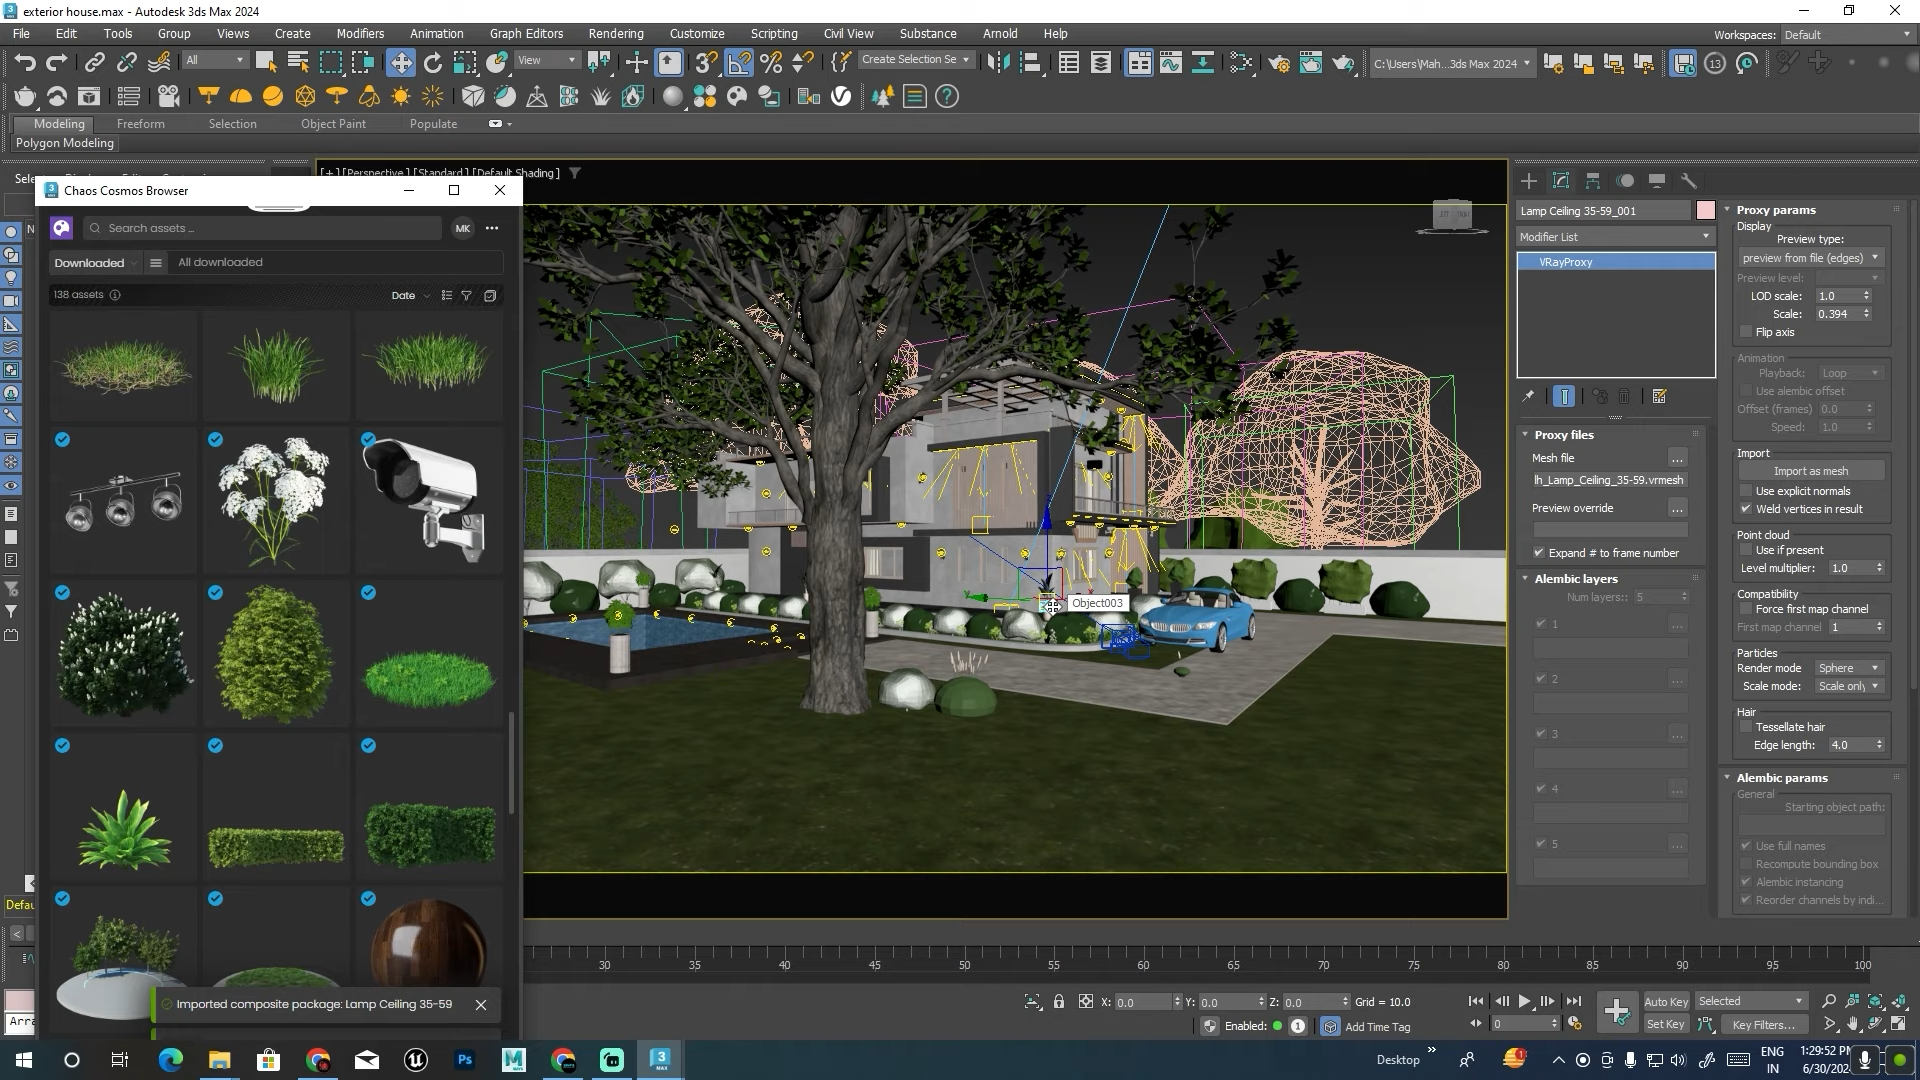 exterior house.max - Autodesk 3ds Max 2024
File Edit Tools Group Views Create Modifiers Animation Graph Editors Rendering Customize Scripting Civil View Substance Arnold Help
Workspaces: Default
All
View
Create Selection Se
C:\Users\Mah...3ds Max 2024
13
Modeling Freeform Selection Object Paint Populate
Polygon Modeling
[+] [Perspective] [Standard] [Default Shading]
Chaos Cosmos Browser
Search assets ...
MK
Downloaded
All downloaded
138 assets
Date
Imported composite package: Lamp Ceiling 35-59
Object003
Lamp Ceiling 35-59_001
Modifier List
VRayProxy
Proxy files
Mesh file
...
lh_Lamp_Ceiling_35-59.vrmesh
Preview override
...
Expand # to frame number
Alembic layers
Num layers:: 5
1
...
2
...
3
...
4
...
5
...
Proxy params
Display
Preview type:
preview from file (edges)
Preview level:
LOD scale: 1.0
Scale: 0.394
Flip axis
Animation
Playback: Loop
Use alembic offset
Offset (frames) 0.0
Speed: 1.0
Import
Import as mesh
Use explicit normals
Weld vertices in result
Point cloud
Use if present
Level multiplier: 1.0
Compatibility
Force first map channel
First map channel 1
Particles
Render mode Sphere
Scale mode: Scale only
Hair
Tessellate hair
Edge length: 4.0
Alembic params
General
Starting object path:
Use full names
Recompute bounding box
Alembic instancing
Reorder channels by indi...
30 35 40 45 50 55 60 65 70 75 80 85 90 95 100
X: 0.0 Y: 0.0 Z: 0.0 Grid = 10.0
Enabled: 1 Add Time Tag
0
Auto Key Selected
Set Key Key Filters...
Desktop
ENG
IN
1:29:52 PM